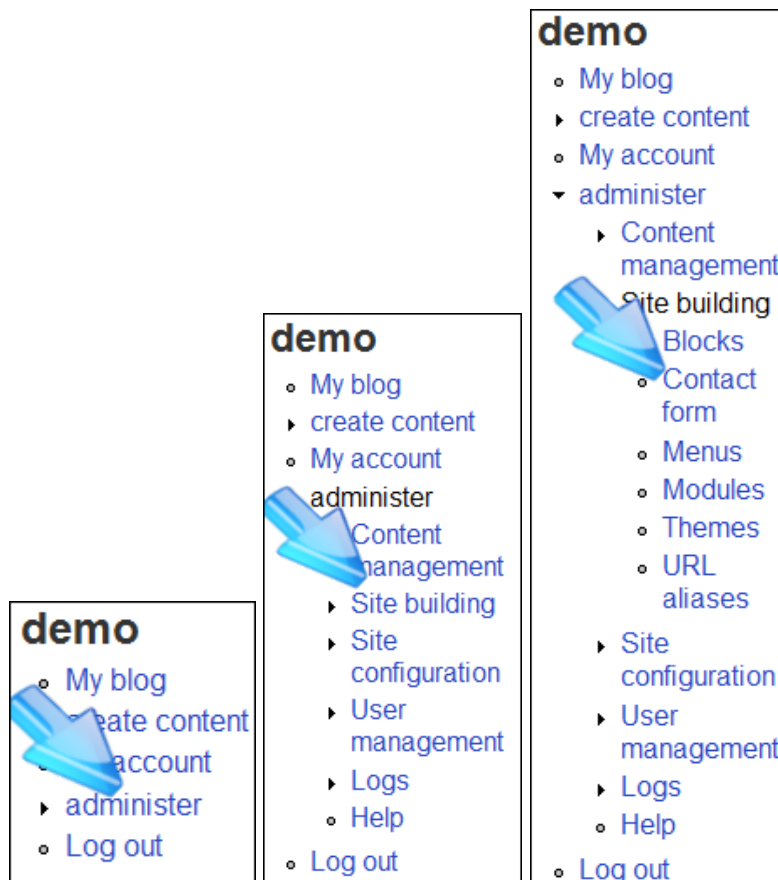 demo
My blog
create content
account
administer
Log out
demo
My blog
create content
My account
administer
Content
management
Site building
Site
configuration
User
management
Logs
Help
Log out
demo
My blog
create content
My account
administer
Content
management
Site building
Blocks
Contact
form
Menus
Modules
Themes
URL
aliases
Site
configuration
User
management
Logs
Help
Log out